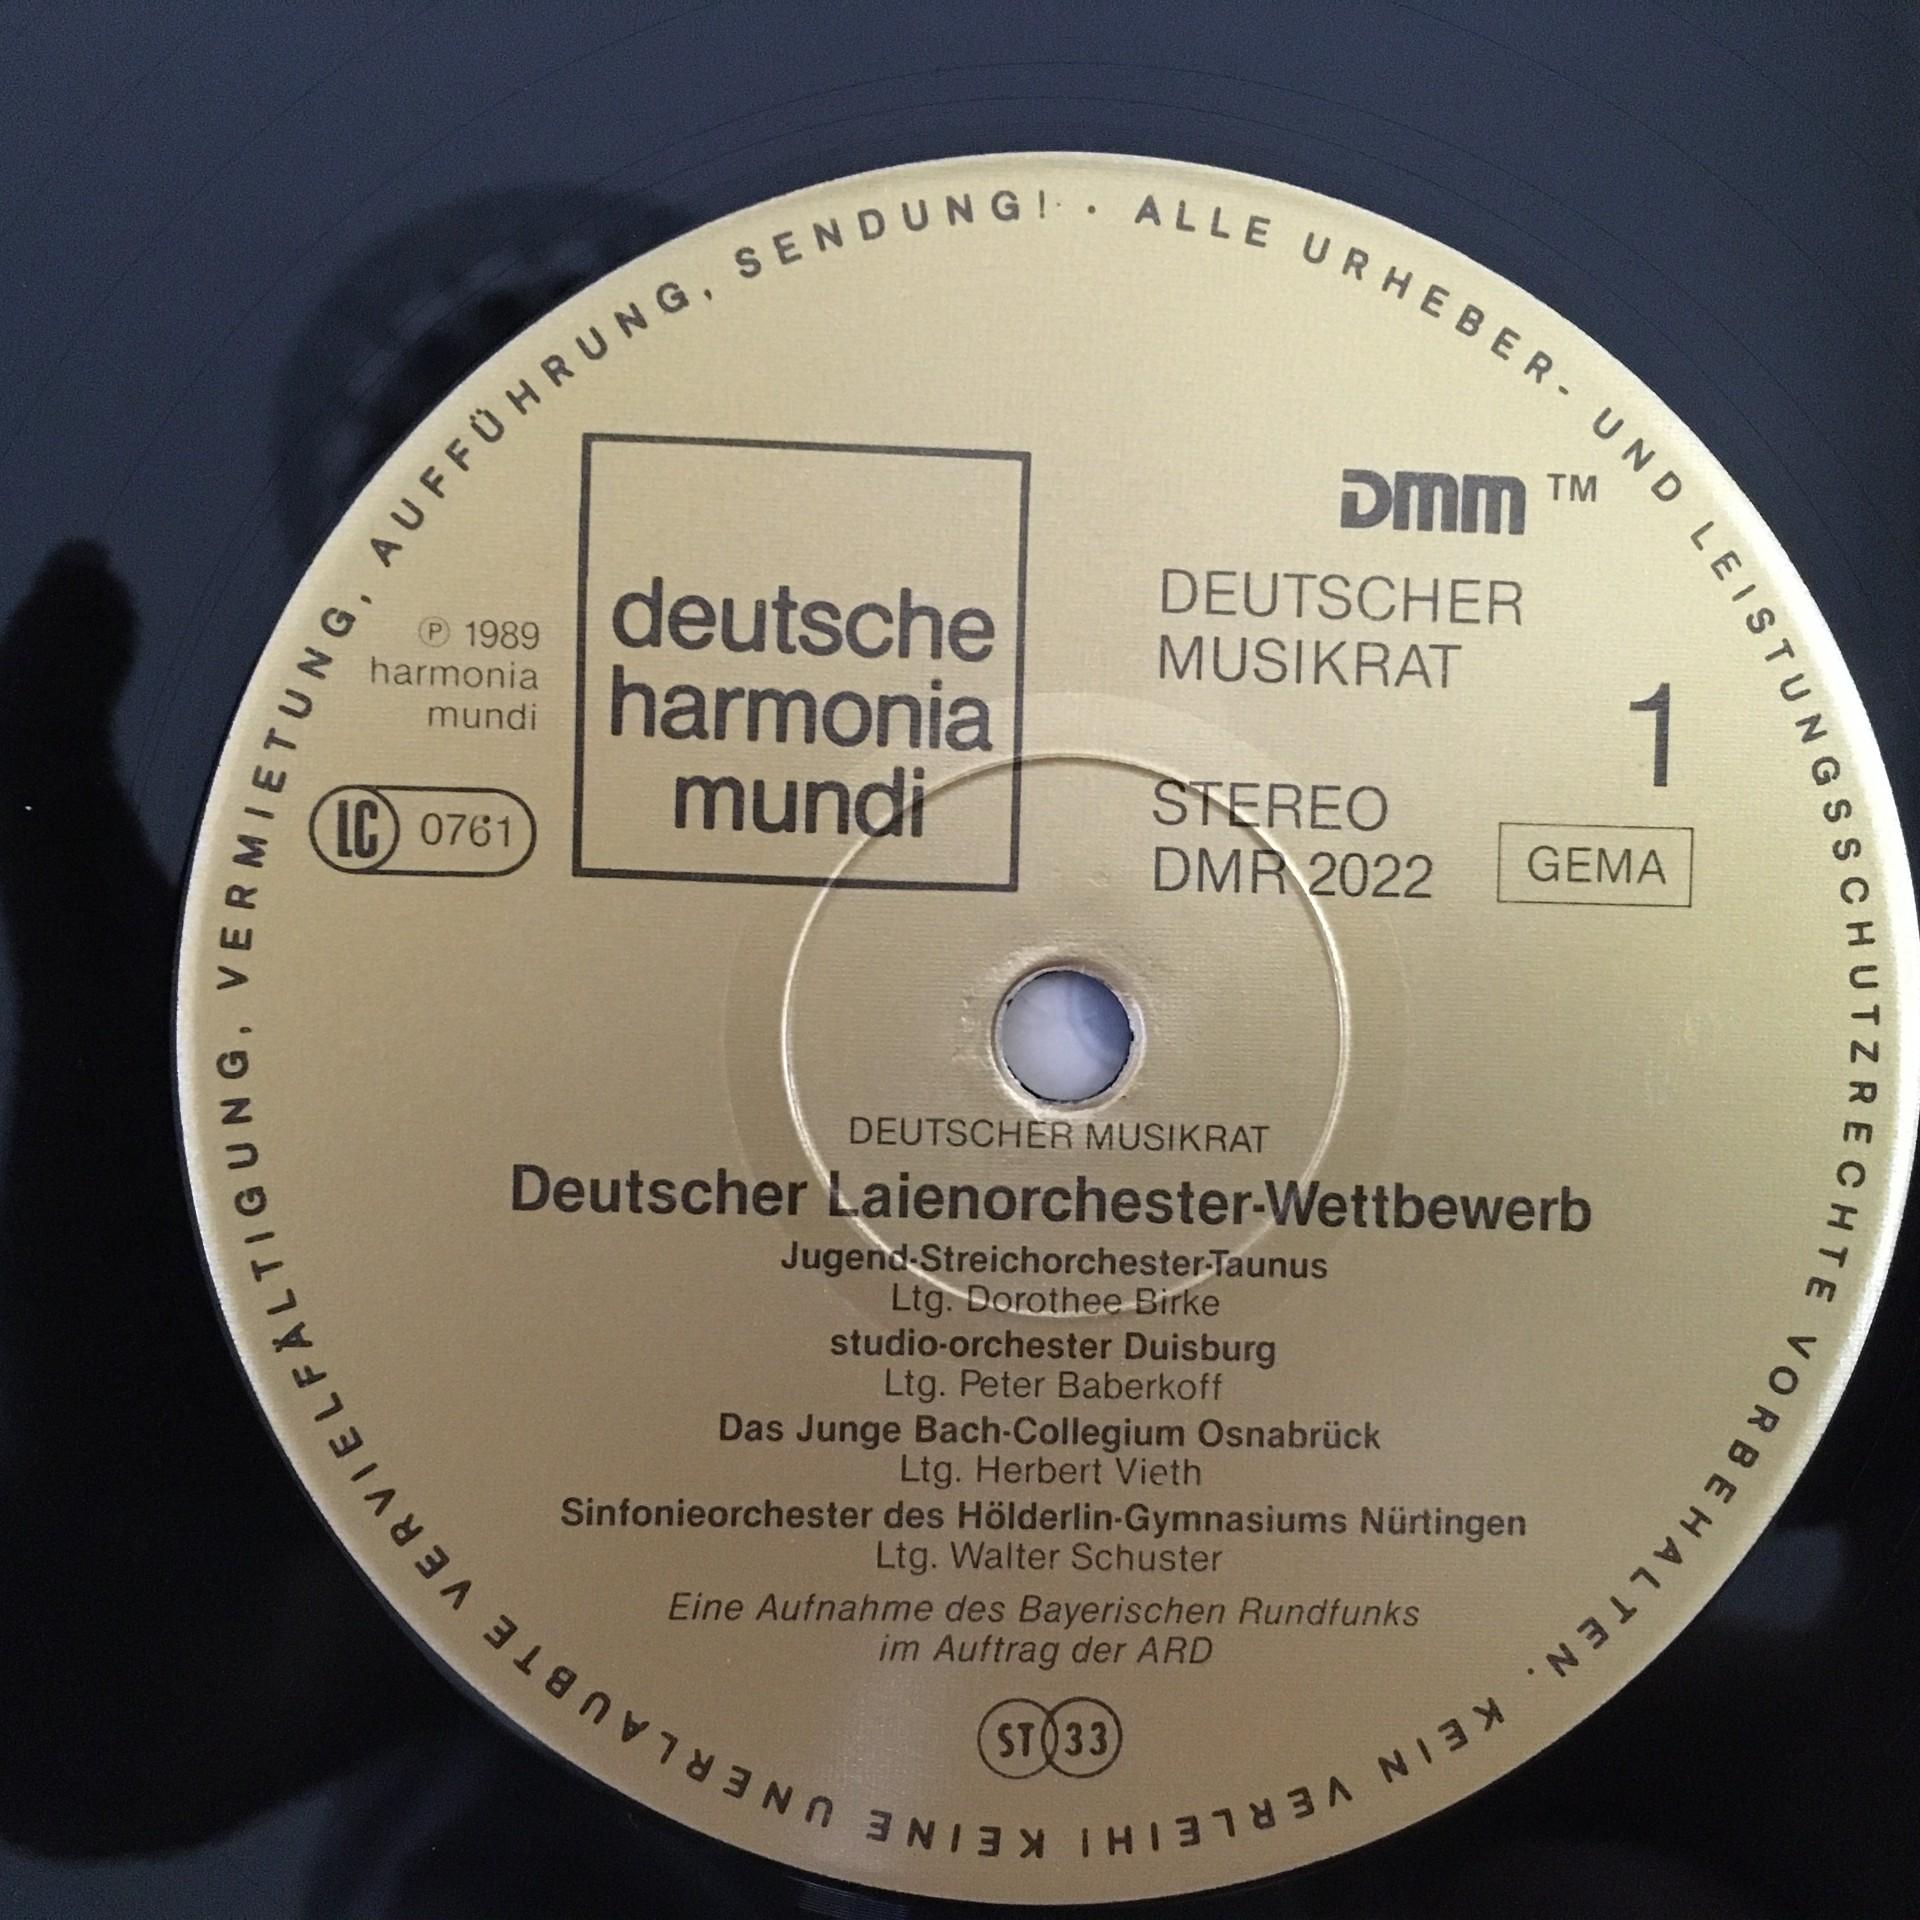 ALLE URHEBER- UND LEISTUNGSSCHUTZRECHTE VORBEHALTEN. KEIN VERLEIH! KEINE UNERLAUBTE VERVIELFÄLTIGUNG, VERMIETUNG, AUFFÜHRUNG, SENDUNG! ·
DMM TM
deutsche
harmonia
mundi
Ⓟ 1989
harmonia
mundi
LC 0761
DEUTSCHER
MUSIKRAT
1
STEREO
DMR 2022
GEMA
DEUTSCHER MUSIKRAT
Deutscher Laienorchester-Wettbewerb
Jugend-Streichorchester-Taunus
Ltg. Dorothee Birke
studio-orchester Duisburg
Ltg. Peter Baberkoff
Das Junge Bach-Collegium Osnabrück
Ltg. Herbert Vieth
Sinfonieorchester des Hölderlin-Gymnasiums Nürtingen
Ltg. Walter Schuster
Eine Aufnahme des Bayerischen Rundfunks
im Auftrag der ARD
ST 33